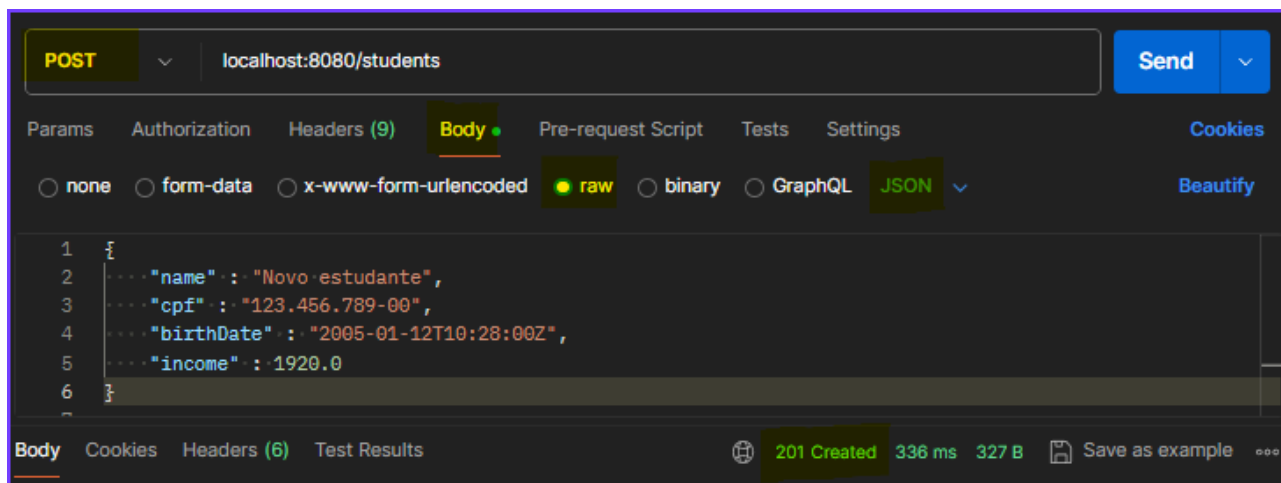 POST localhost:8080/students Send
Params Authorization Headers (9) Body Pre-request Script Tests Settings Cookies
none form-data x-www-form-urlencoded raw binary GraphQL JSON Beautify
1 {
2 "name" : "Novo estudante",
3 "cpf" : "123.456.789-00",
4 "birthDate" : "2005-01-12T10:28:00Z",
5 "income" : 1920.0
6 }
Body Cookies Headers (6) Test Results 201 Created 336 ms 327 B Save as example